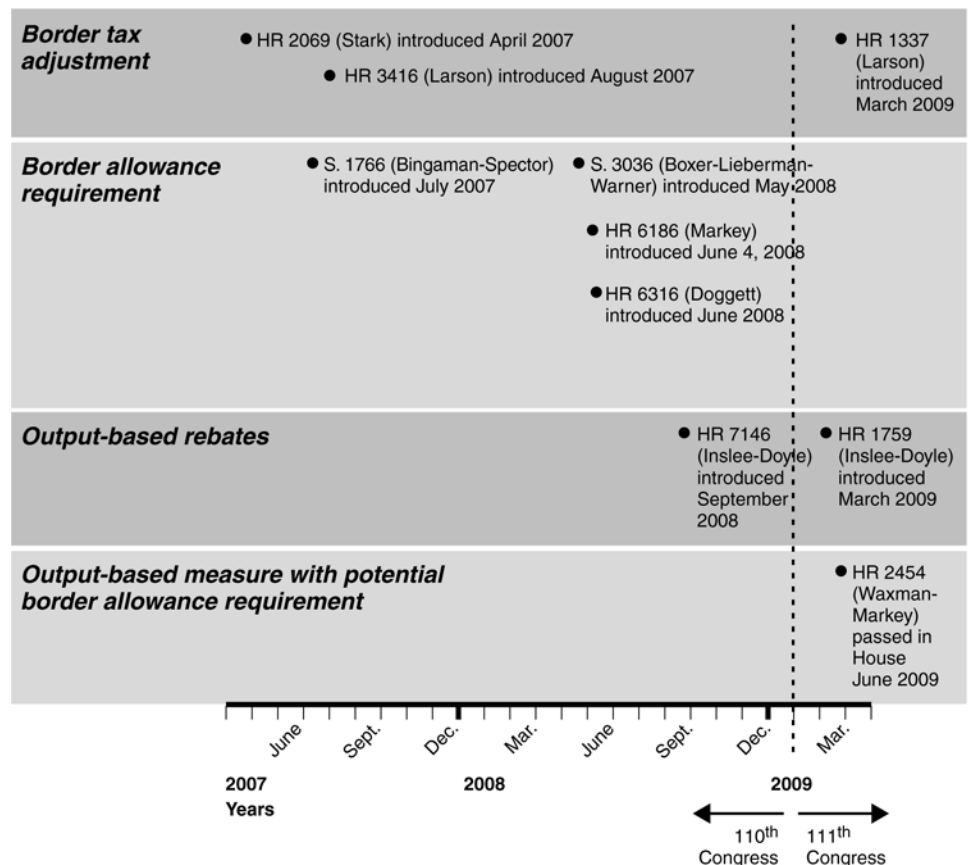 Border tax
adjustment
HR 2069 (Stark) introduced April 2007
HR 3416 (Larson) introduced August 2007
HR 1337
(Larson)
introduced
March 2009
Border allowance
requirement
S. 1766 (Bingaman-Spector)
introduced July 2007
S. 3036 (Boxer-Lieberman-
Warner) introduced May 2008
HR 6186 (Markey)
introduced June 4, 2008
HR 6316 (Doggett)
introduced June 2008
Output-based rebates
HR 7146
(Inslee-Doyle)
introduced
September
2008
HR 1759
(Inslee-Doyle)
introduced
March 2009
Output-based measure with potential
border allowance requirement
HR 2454
(Waxman-
Markey)
passed in
House
June 2009
June
Sept.
Dec.
Mar.
June
Sept.
Dec.
Mar.
2007
2008
2009
Years
110th
Congress
111th
Congress